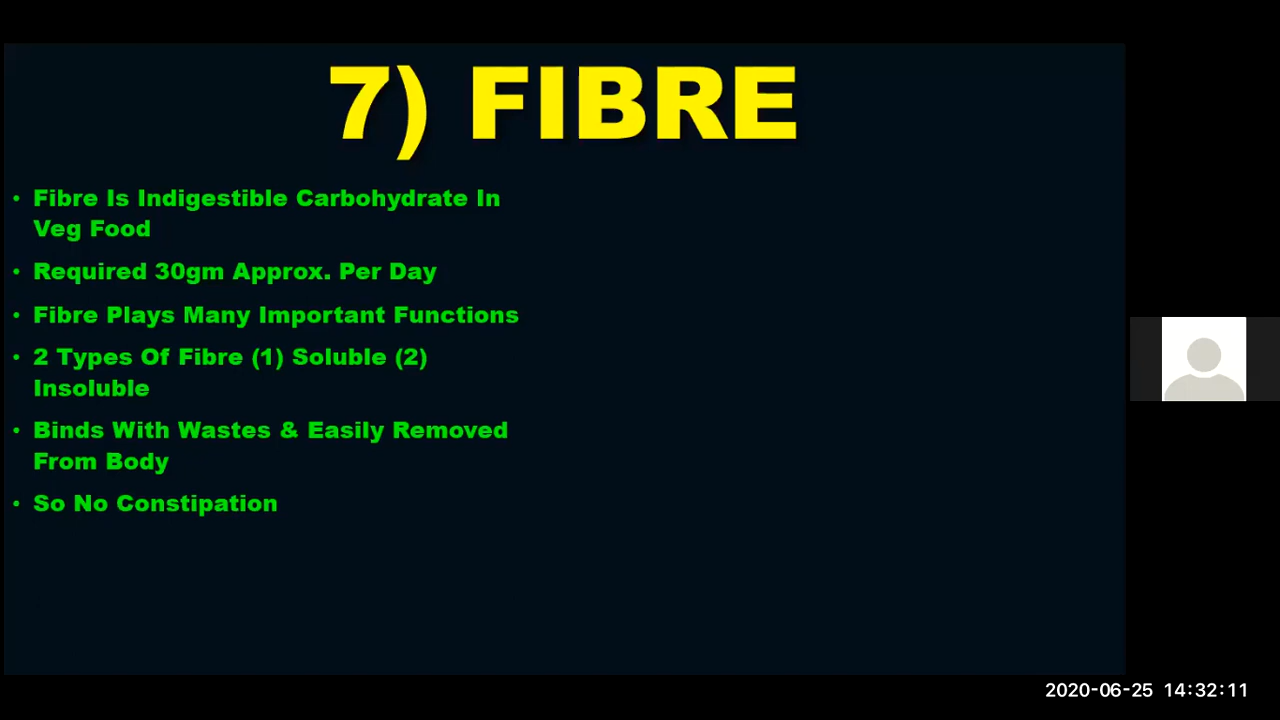 7) FIBRE
• Fibre Is Indigestible Carbohydrate In
Veg Food
• Required 30gm Approx. Per Day
• Fibre Plays Many Important Functions
• 2 Types Of Fibre (1) Soluble (2)
Insoluble
• Binds With Wastes & Easily Removed
From Body
• So No Constipation
2020-06-25 14:32:11